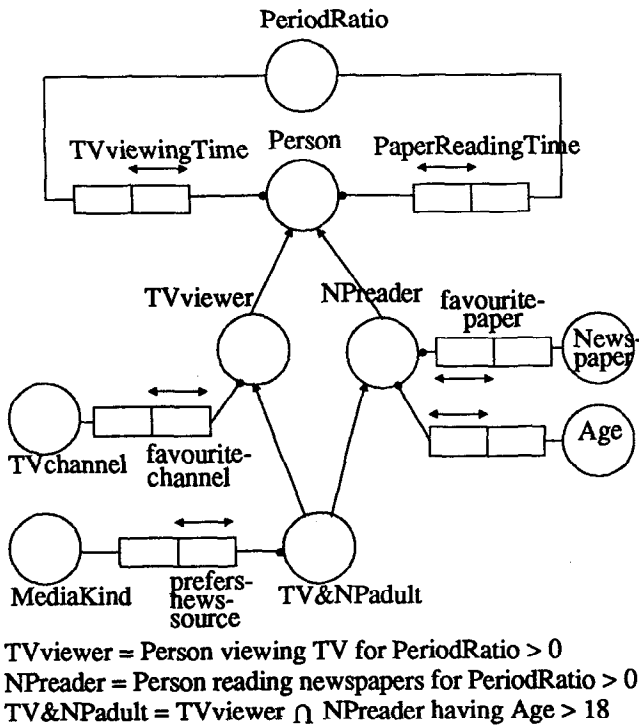 PeriodRatio
Person
TVviewingTime
PaperReadingTime
TVviewer
NPreader
favourite-
paper
News-
paper
Age
TVchannel
favourite-
channel
MediaKind
prefers-
news-
source
TV&NPadult
TVviewer = Person viewing TV for PeriodRatio > 0
NPreader = Person reading newspapers for PeriodRatio > 0
TV&NPadult = TVviewer ∩ NPreader having Age > 18